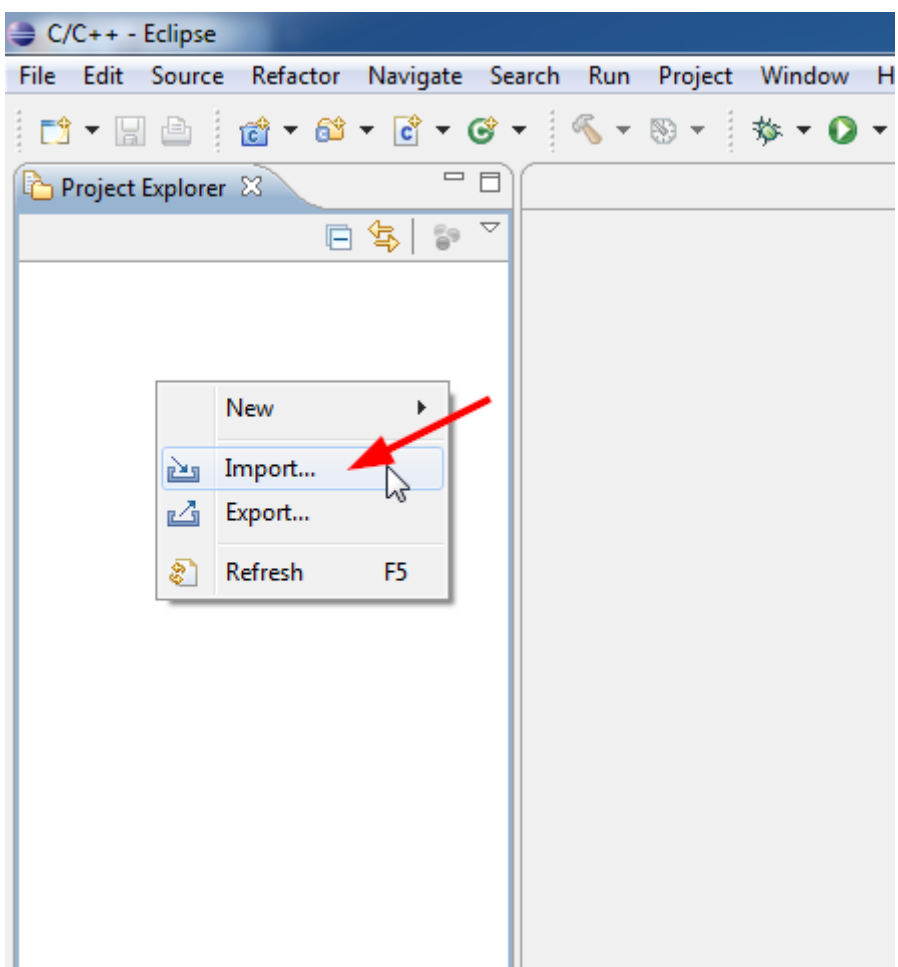 C/C++ - Eclipse
File Edit Source Refactor Navigate Search Run Project Window H
Project Explorer
New
Import...
Export...
Refresh F5